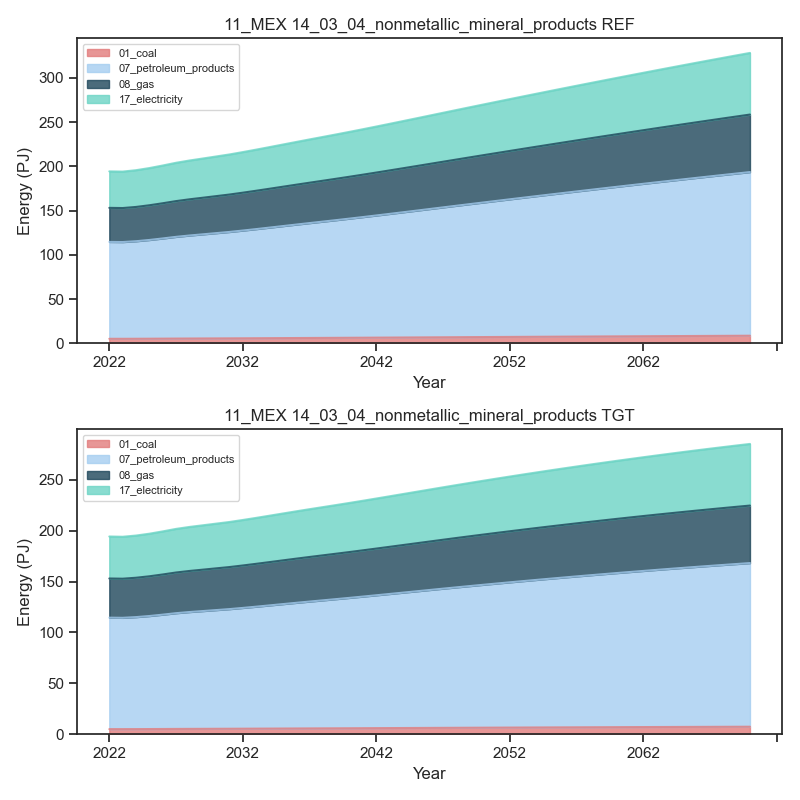 11_MEX 14_03_04_nonmetallic_mineral_products REF
01_coal
07_petroleum_products
08_gas
17_electricity
300
250
200
150
100
50
0
Energy (PJ)
2022 2032 2042 2052 2062
Year
11_MEX 14_03_04_nonmetallic_mineral_products TGT
01_coal
07_petroleum_products
08_gas
17_electricity
250
200
150
100
50
0
Energy (PJ)
2022 2032 2042 2052 2062
Year